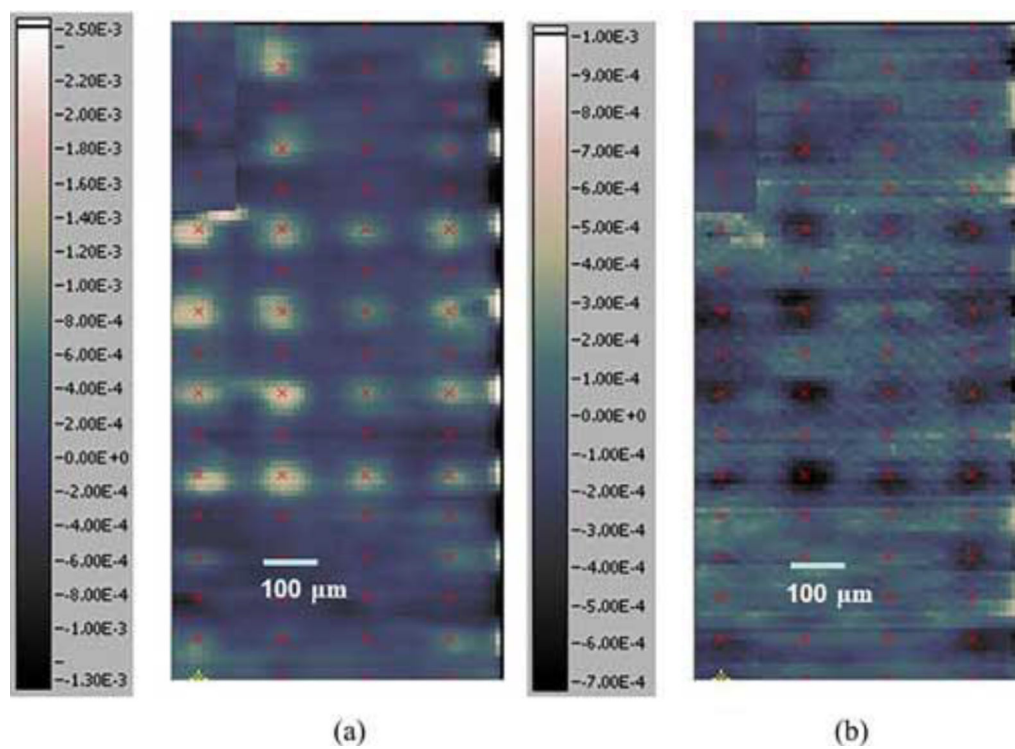 2.50E-3
2.20E-3
2.00E-3
1.80E-3
1.60E-3
1.40E-3
1.20E-3
1.00E-3
8.00E-4
6.00E-4
4.00E-4
2.00E-4
0.00E+0
-2.00E-4
-4.00E-4
-6.00E-4
-8.00E-4
-1.00E-3
-1.30E-3
100 µm
(a)
1.00E-3
9.00E-4
8.00E-4
7.00E-4
6.00E-4
5.00E-4
4.00E-4
3.00E-4
2.00E-4
1.00E-4
0.00E+0
-1.00E-4
-2.00E-4
-3.00E-4
-4.00E-4
-5.00E-4
-6.00E-4
-7.00E-4
100 µm
(b)